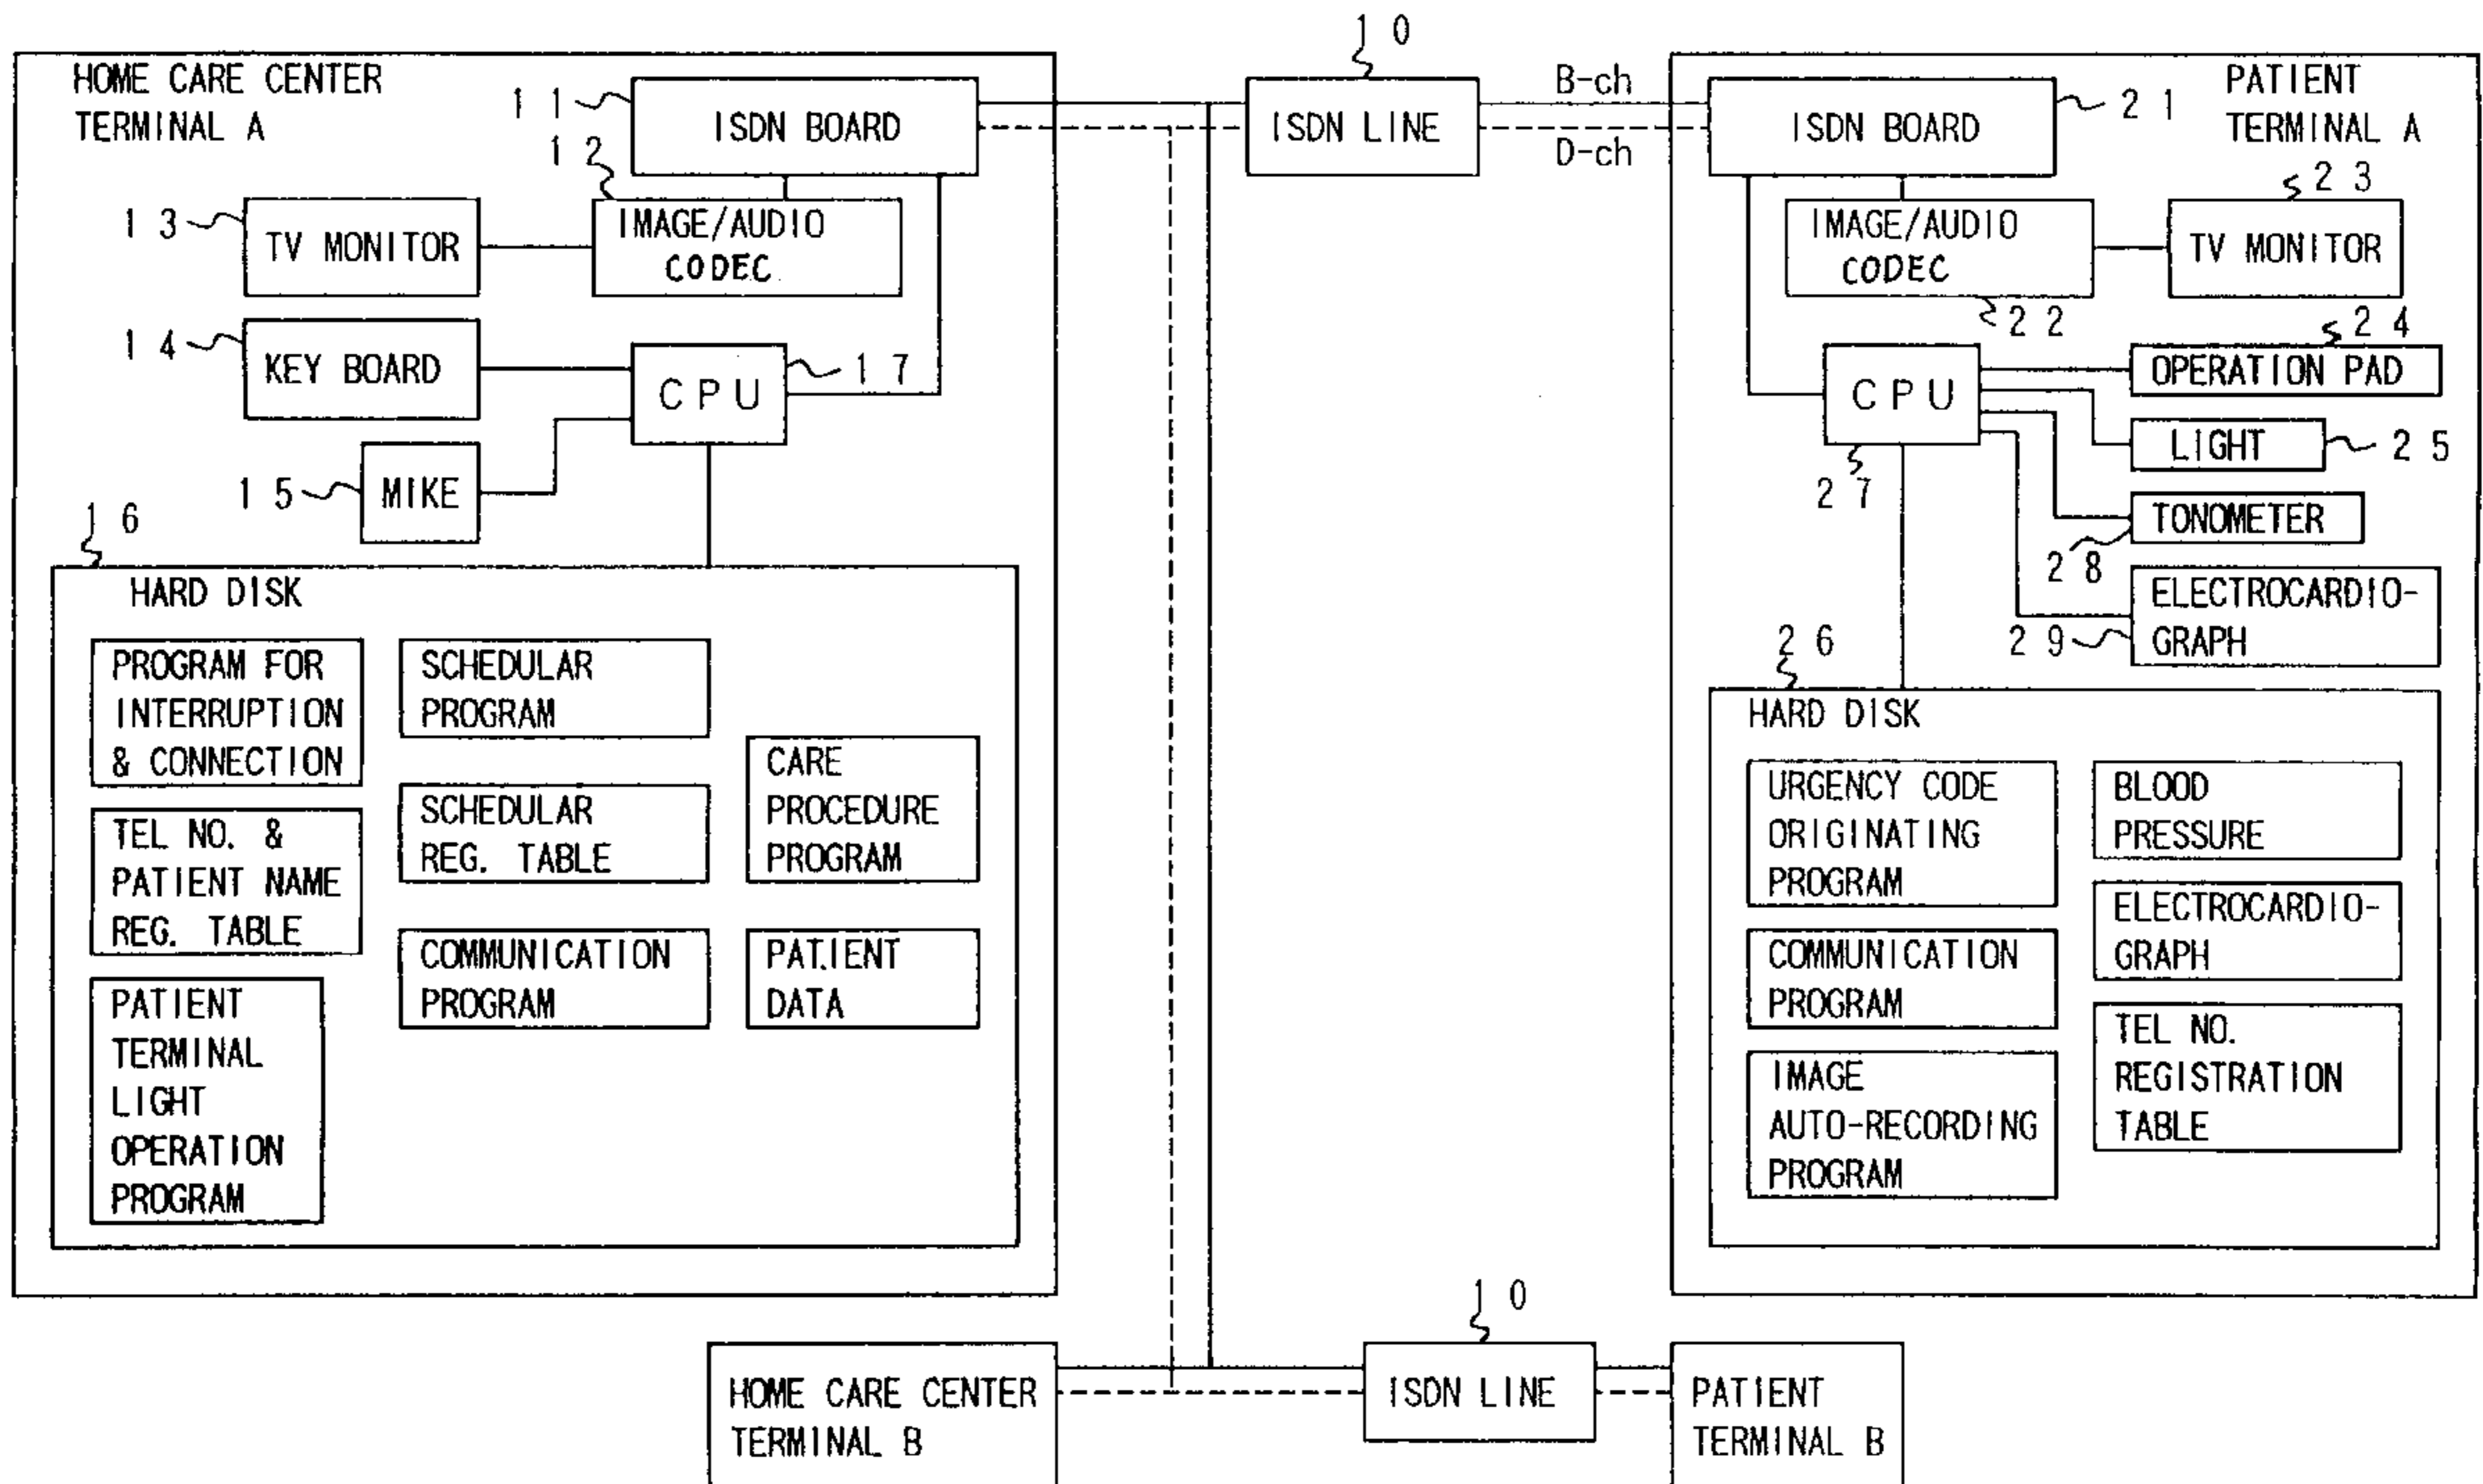 HOME CARE CENTER
TERMINAL A
11
ISDN BOARD
12
13
TV MONITOR
IMAGE/AUDIO
CODEC
14
KEY BOARD
CPU
17
15
MIKE
16
HARD DISK
PROGRAM FOR
INTERRUPTION
& CONNECTION
TEL NO. &
PATIENT NAME
REG. TABLE
PATIENT
TERMINAL
LIGHT
OPERATION
PROGRAM
SCHEDULAR
PROGRAM
SCHEDULAR
REG. TABLE
COMMUNICATION
PROGRAM
CARE
PROCEDURE
PROGRAM
PAT.IENT
DATA
10
ISDN LINE
B-ch
D-ch
PATIENT
TERMINAL A
ISDN BOARD
21
IMAGE/AUDIO
CODEC
22
23
TV MONITOR
24
OPERATION PAD
CPU
27
LIGHT
25
TONOMETER
28
ELECTROCARDIO-
GRAPH
29
26
HARD DISK
URGENCY CODE
ORIGINATING
PROGRAM
COMMUNICATION
PROGRAM
IMAGE
AUTO-RECORDING
PROGRAM
BLOOD
PRESSURE
ELECTROCARDIO-
GRAPH
TEL NO.
REGISTRATION
TABLE
HOME CARE CENTER
TERMINAL B
10
ISDN LINE
PATIENT
TERMINAL B